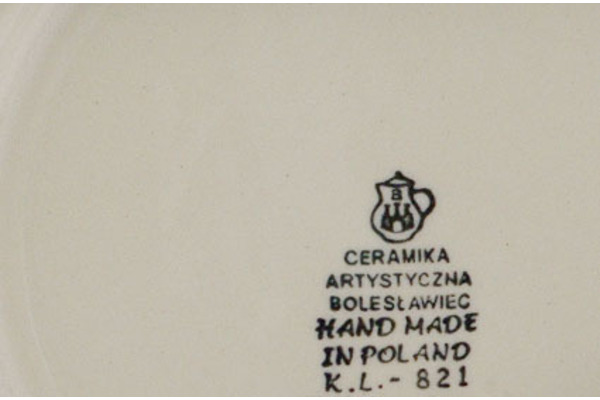 B
CERAMIKA
ARTYSTYCZNA
BOLESŁAWIEC
HAND MADE
IN POLAND
K.L.- 821